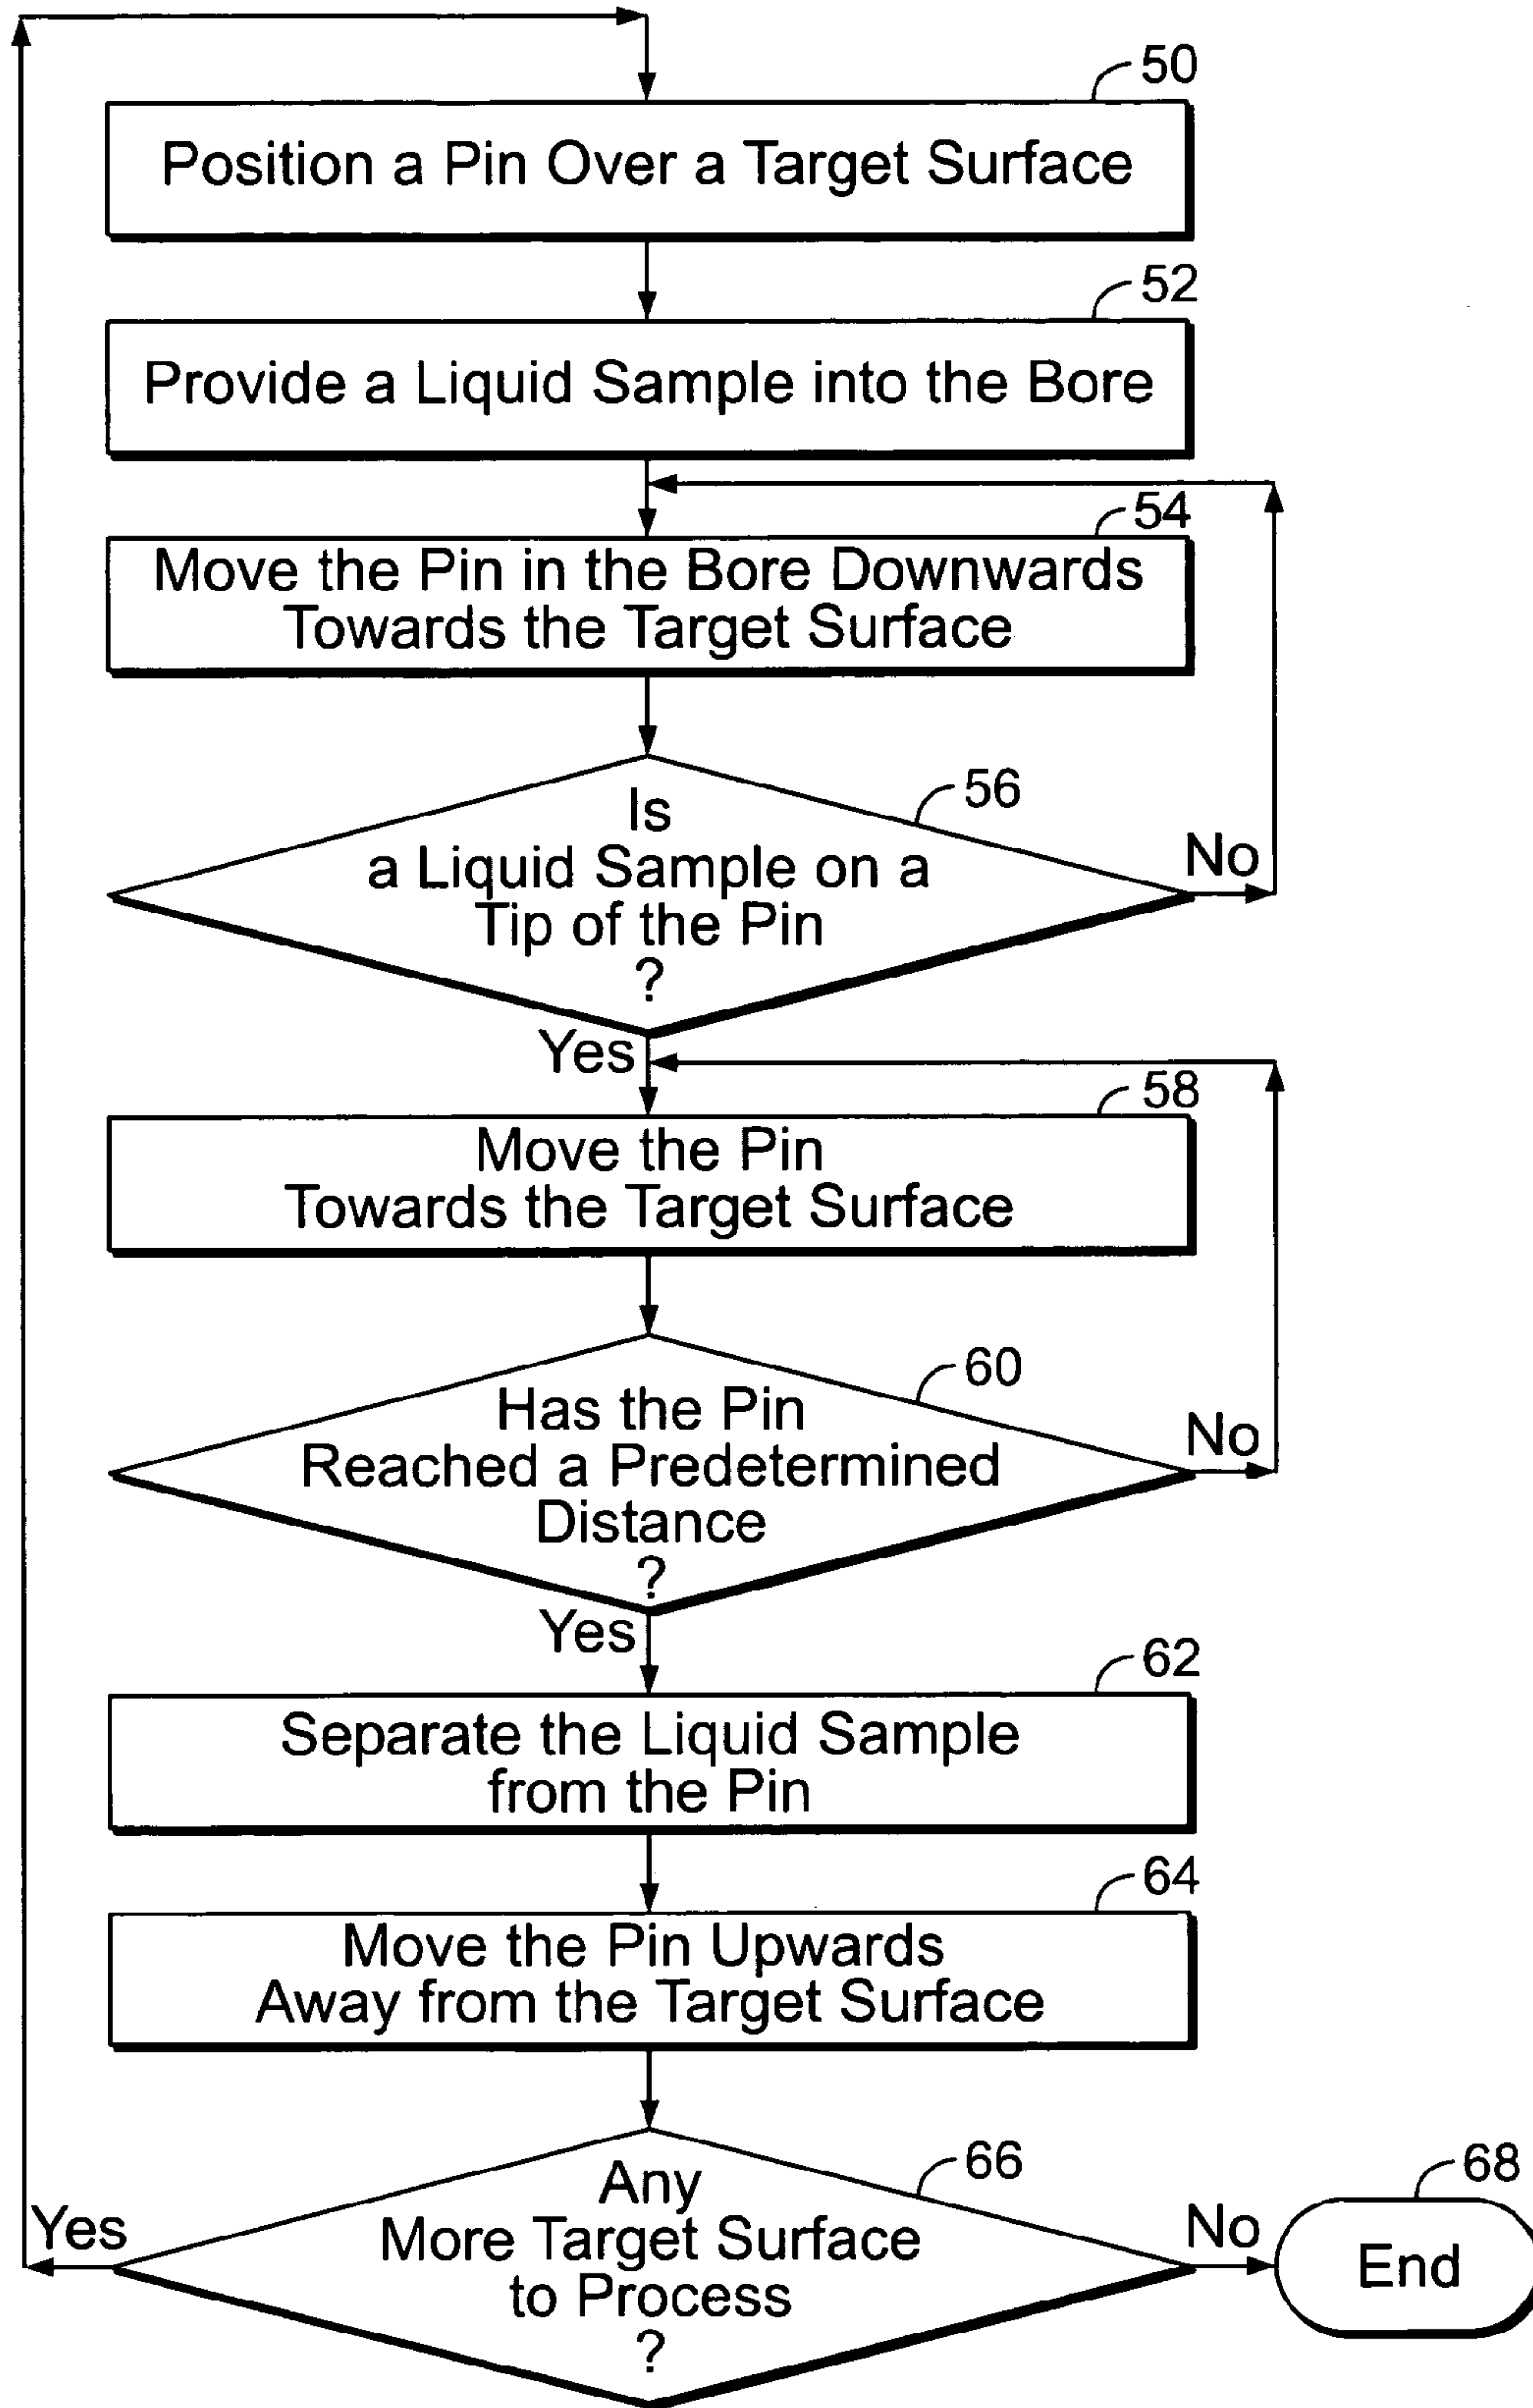 50
Position a Pin Over a Target Surface
52
Provide a Liquid Sample into the Bore
54
Move the Pin in the Bore Downwards
Towards the Target Surface
56
Is
a Liquid Sample on a
Tip of the Pin
?
No
Yes
58
Move the Pin
Towards the Target Surface
60
Has the Pin
Reached a Predetermined
Distance
?
No
Yes
62
Separate the Liquid Sample
from the Pin
64
Move the Pin Upwards
Away from the Target Surface
66
Any
More Target Surface
to Process
?
Yes
No
68
End